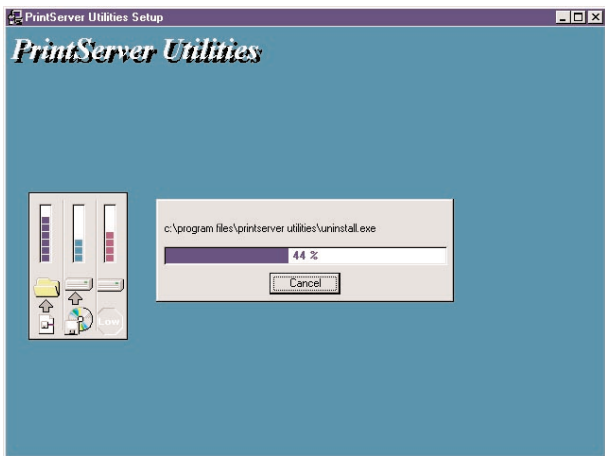 PrintServer Utilities Setup
PrintServer Utilities
c:\program files\printserver utilities\uninstall.exe
44 %
Cancel
Low